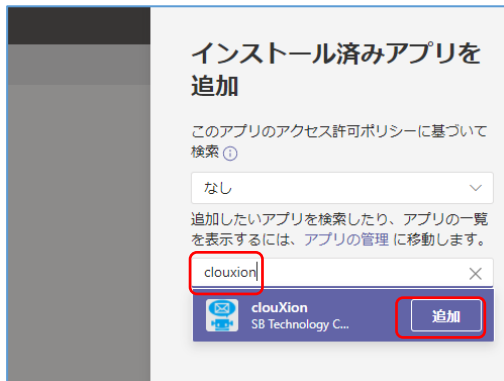 インストール済みアプリを
追加
このアプリのアクセス許可ポリシーに基づいて
検索
なし
追加したいアプリを検索したり、アプリの一覧
を表示するには、アプリの管理 に移動します。
clouxion
clouXion
SB Technology C...
追加